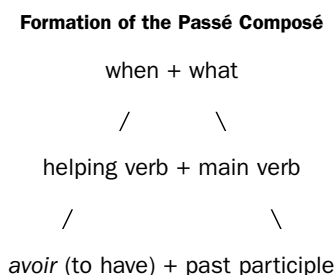 Formation of the Passé Composé
when + what
/ \
helping verb + main verb
/ \
avoir (to have) + past participle